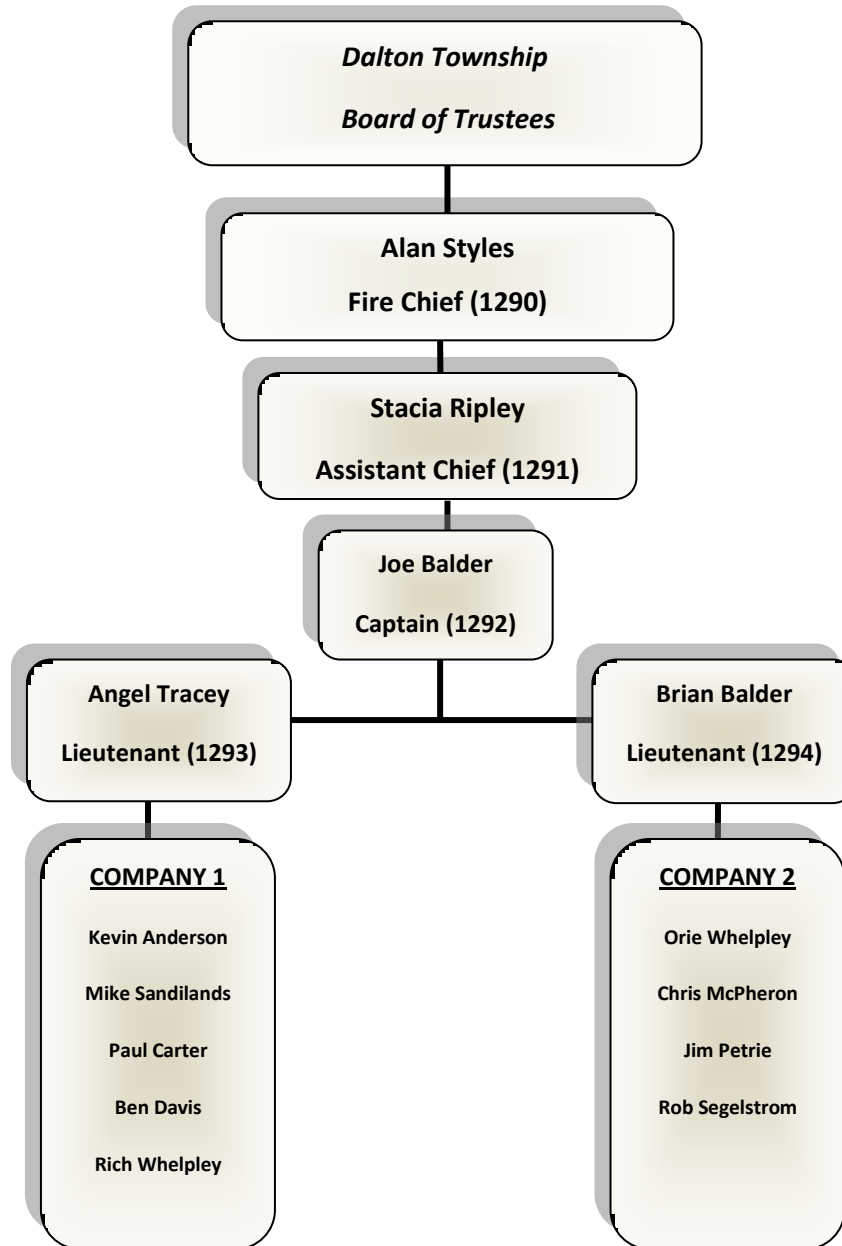 Dalton Township
Board of Trustees
Alan Styles
Fire Chief (1290)
Stacia Ripley
Assistant Chief (1291)
Joe Balder
Captain (1292)
Angel Tracey
Lieutenant (1293)
Brian Balder
Lieutenant (1294)
COMPANY 1
Kevin Anderson
Mike Sandilands
Paul Carter
Ben Davis
Rich Whelpley
COMPANY 2
Orie Whelpley
Chris McPheron
Jim Petrie
Rob Segelstrom